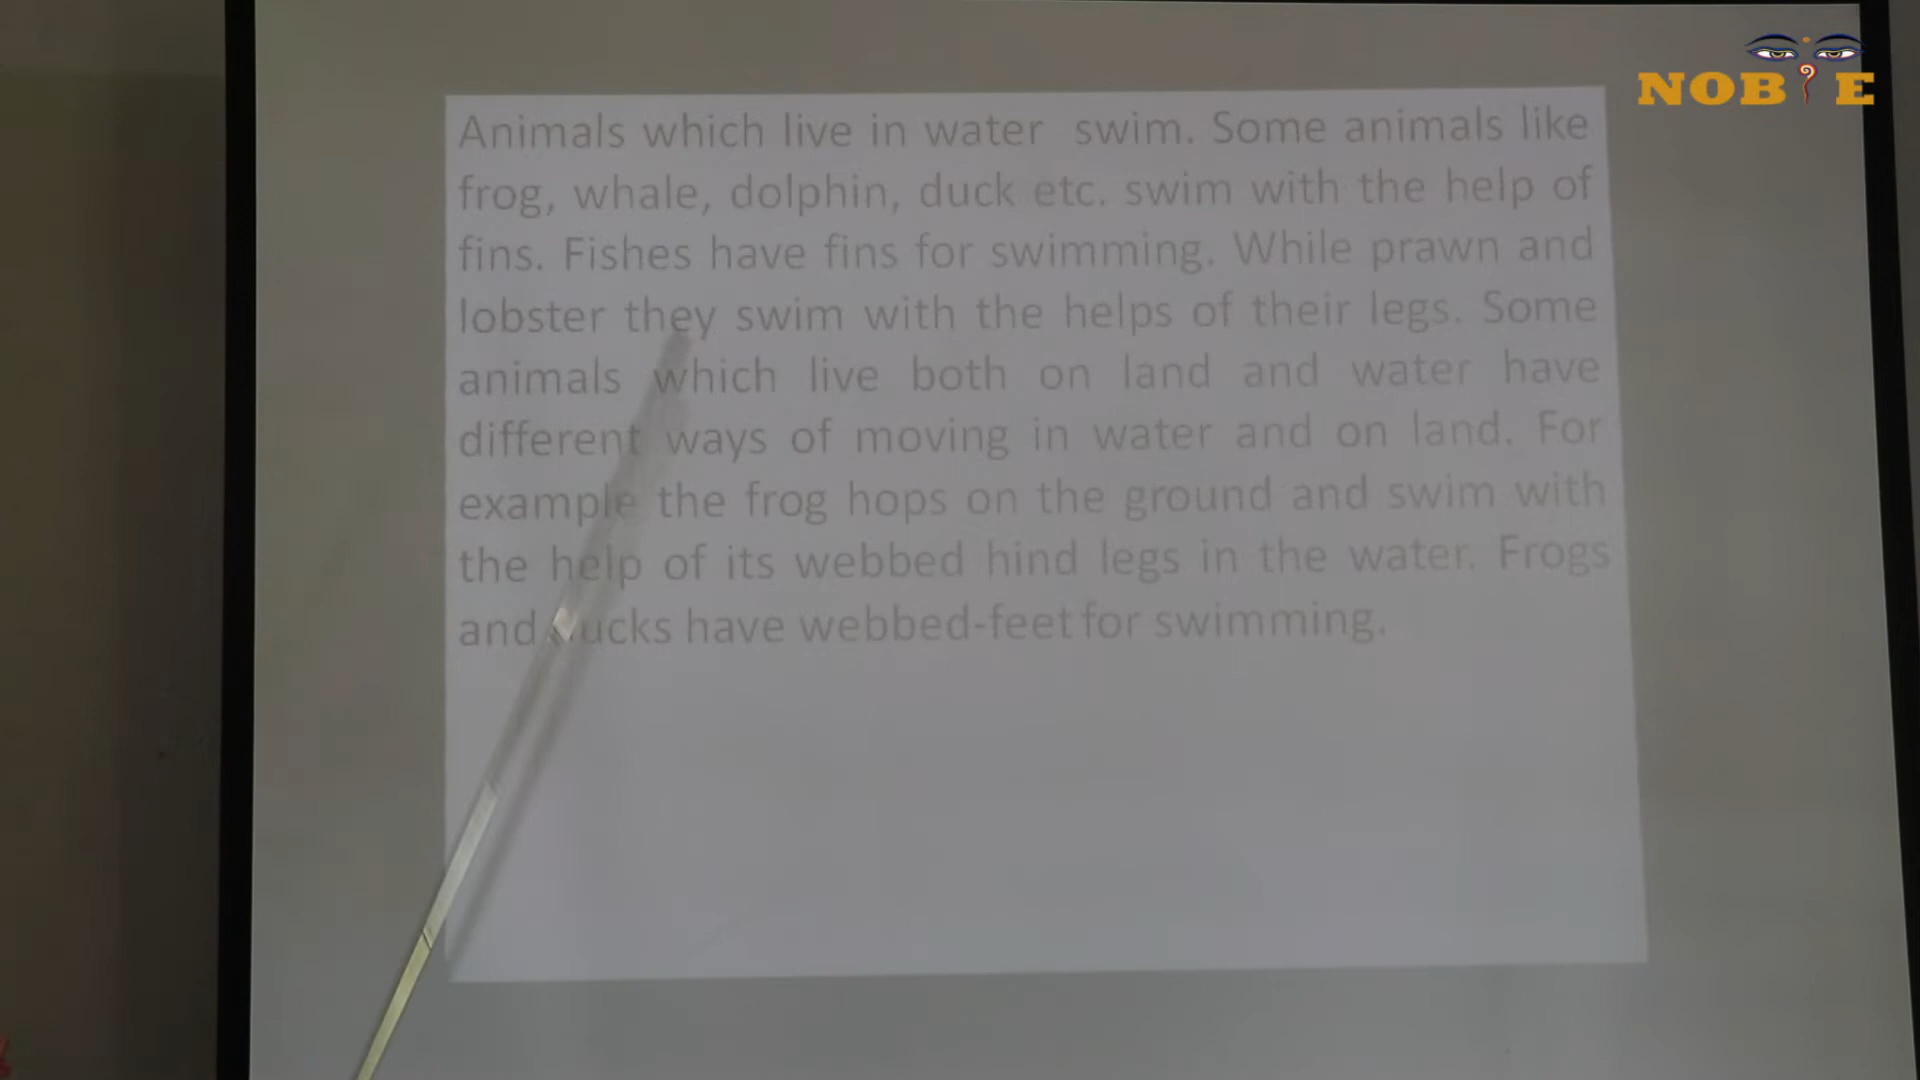 NOBLE
Animals which live in water swim. Some animals like
frog, whale, dolphin, duck etc. swim with the help of
fins. Fishes have fins for swimming. While prawn and
lobster they swim with the helps of their legs. Some
animals which live both on land and water have
different ways of moving in water and on land. For
example the frog hops on the ground and swim with
the help of its webbed hind legs in the water. Frogs
and ducks have webbed-feet for swimming.